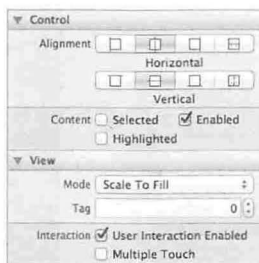 Control
Alignment
Horizontal
Vertical
Content Selected Enabled
Highlighted
View
Mode Scale To Fill
Tag 0
Interaction User Interaction Enabled
Multiple Touch